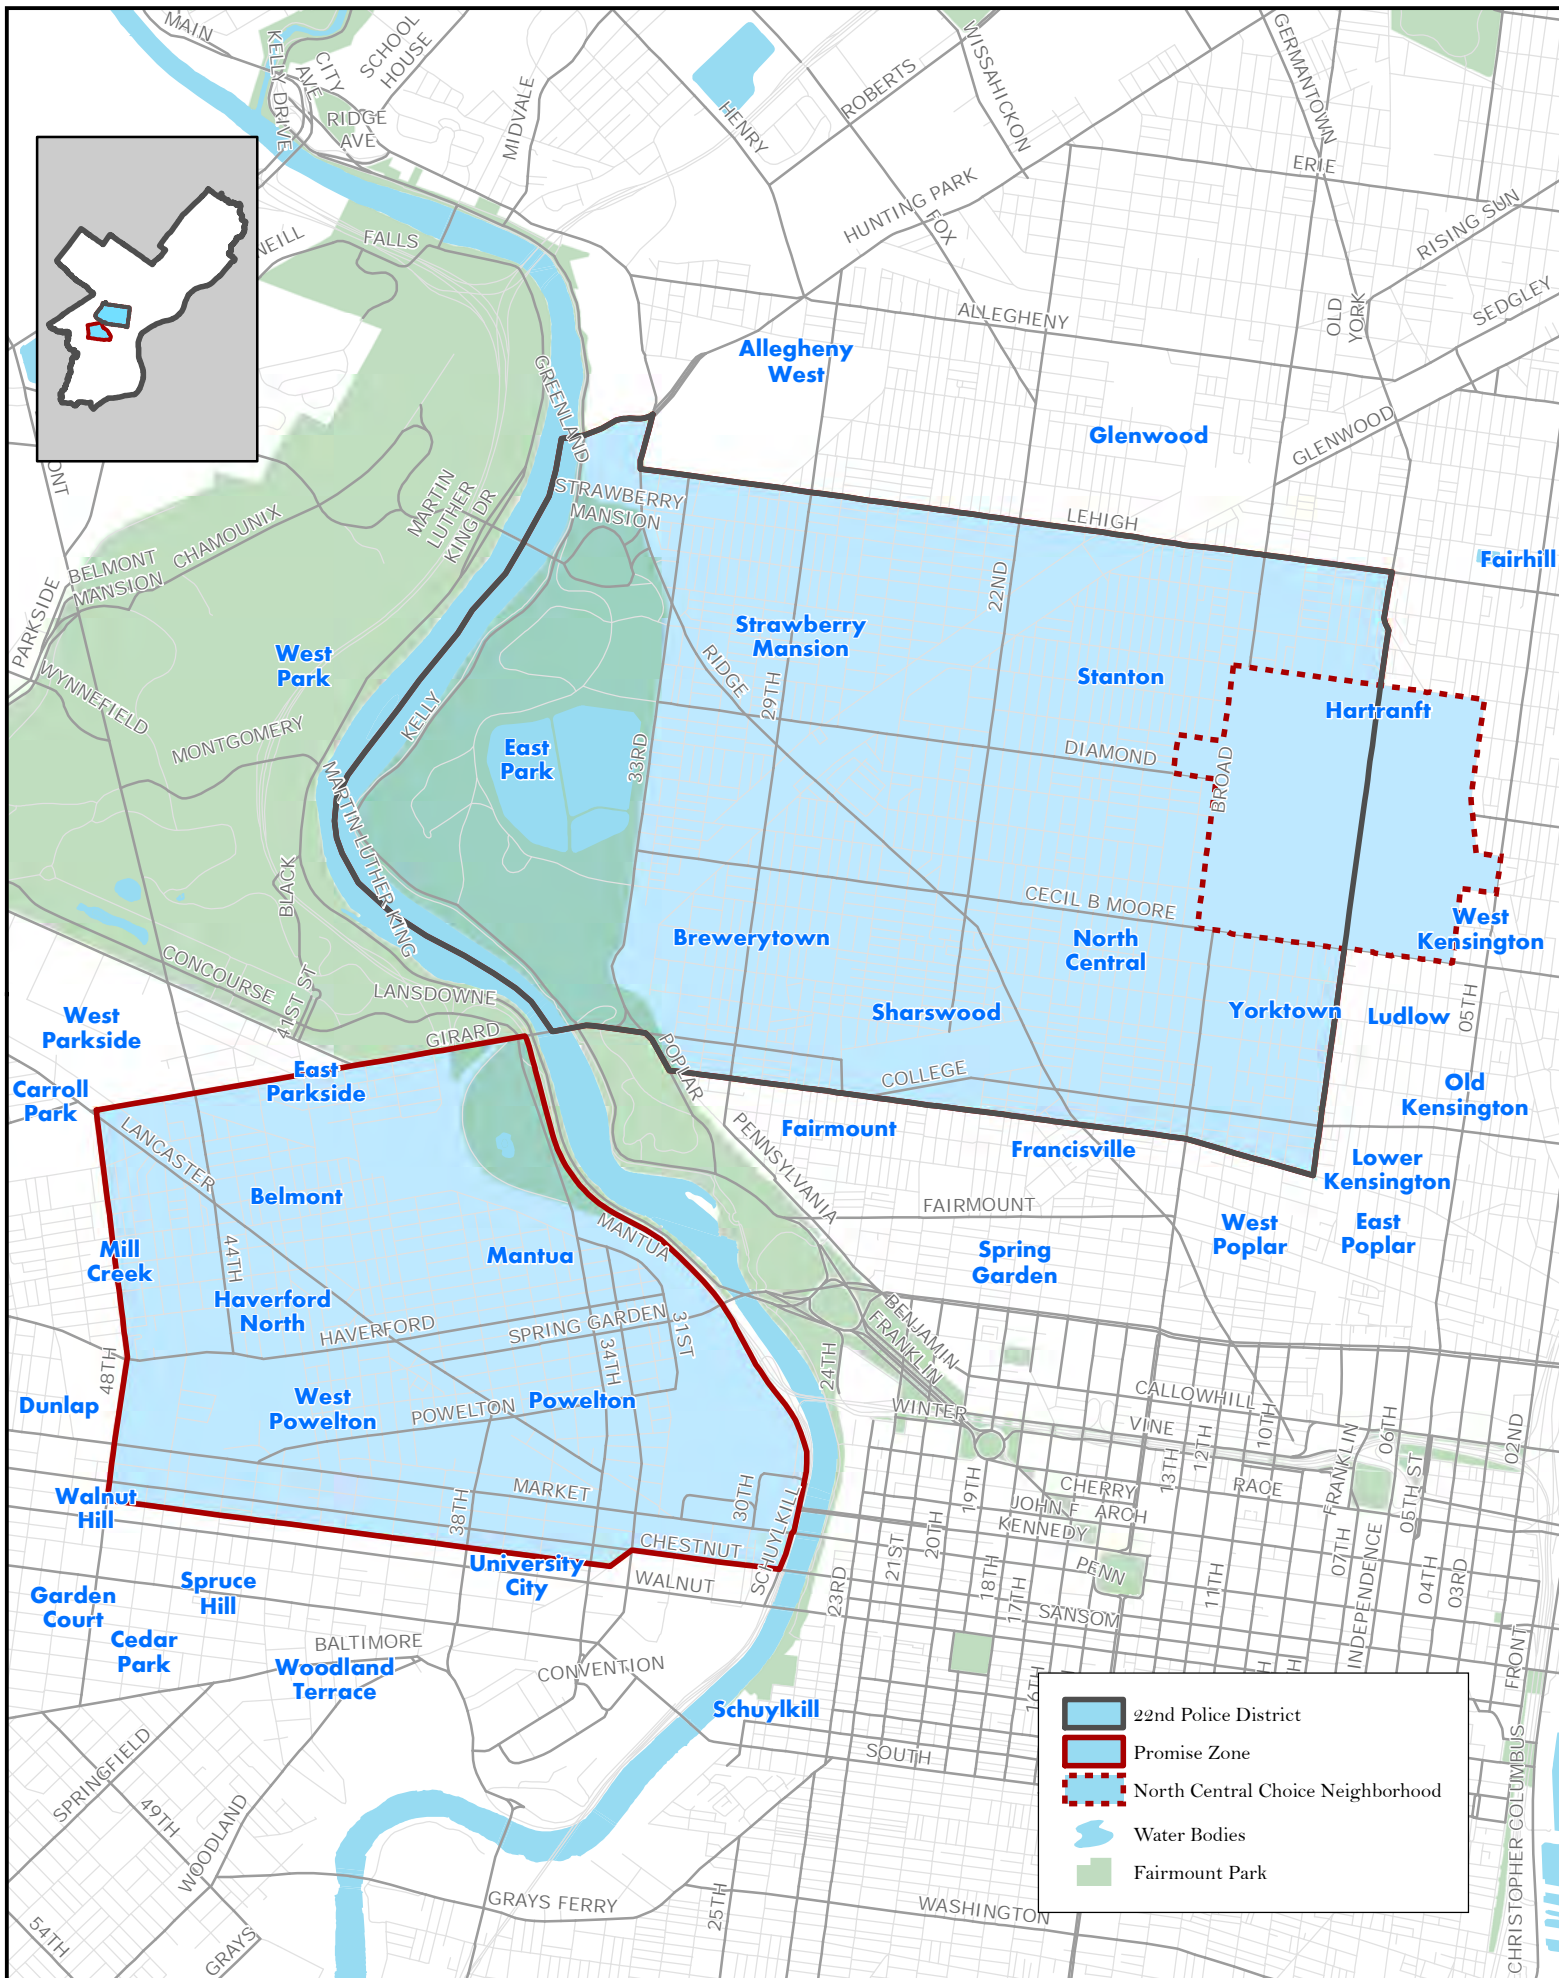 MAIN
KELLY DRIVE
CITY
AVE
SCHOOL
HOUSE
RIDGE
AVE
MIDVALE
HENRY
ROBERTS
WISSAHICKON
GERMANTOWN
ERIE
HUNTING PARK
FOX
RISING SUN
SEDGLEY
OLD
YORK
NEILL
FALLS
ALLEGHENY
Allegheny
West
GREENLAND
Glenwood
GLENWOOD
ONT
MARTIN
LUTHER
KING DR
STRAWBERRY
MANSION
LEHIGH
Fairhill
CHAMOUNIX
BELMONT
MANSION
PARKSIDE
22ND
Strawberry
Mansion
West
Park
RIDGE
29TH
Stanton
Hartranft
WYNNEFIELD
MONTGOMERY
KELLY
East
Park
33RD
DIAMOND
BROAD
MARTIN LUTHER KING
BLACK
CECIL B MOORE
Brewerytown
North
Central
West
Kensington
CONCOURSE
41ST ST
LANSDOWNE
GIRARD
Sharswood
Yorktown
Ludlow
05TH
West
Parkside
East
Parkside
POPLAR
COLLEGE
Carroll
Park
Old
Kensington
LANCASTER
PENNSYLVANIA
Fairmount
Francisville
Lower
Kensington
Belmont
FAIRMOUNT
MANTUA
Mill
Creek
44TH
Mantua
Spring
Garden
West
Poplar
East
Poplar
Haverford
North
HAVERFORD
SPRING GARDEN
31ST
34TH
BENJAMIN
FRANKLIN
24TH
48TH
Dunlap
West
Powelton
POWELTON
Powelton
WINTER
CALLOWHILL
VINE
10TH
12TH
13TH
FRANKLIN
06TH
02ND
Walnut
Hill
MARKET
38TH
30TH
SCHUYLKILL
CHESTNUT
19TH
CHERRY
RACE
05TH ST
JOHN F
KENNEDY
ARCH
20TH
21ST
University
City
WALNUT
23RD
18TH
17TH
PENN
11TH
07TH
INDEPENDENCE
04TH
03RD
Garden
Court
Spruce
Hill
SANSOM
Cedar
Park
BALTIMORE
Woodland
Terrace
CONVENTION
16TH
H
H
FRONT
Schuylkill
SOUTH
SPRINGFIELD
49TH
WOODLAND
GRAYS FERRY
25TH
WASHINGTON
54TH
GRAYS
CHRISTOPHER COLUMBUS
22nd Police District
Promise Zone
North Central Choice Neighborhood
Water Bodies
Fairmount Park